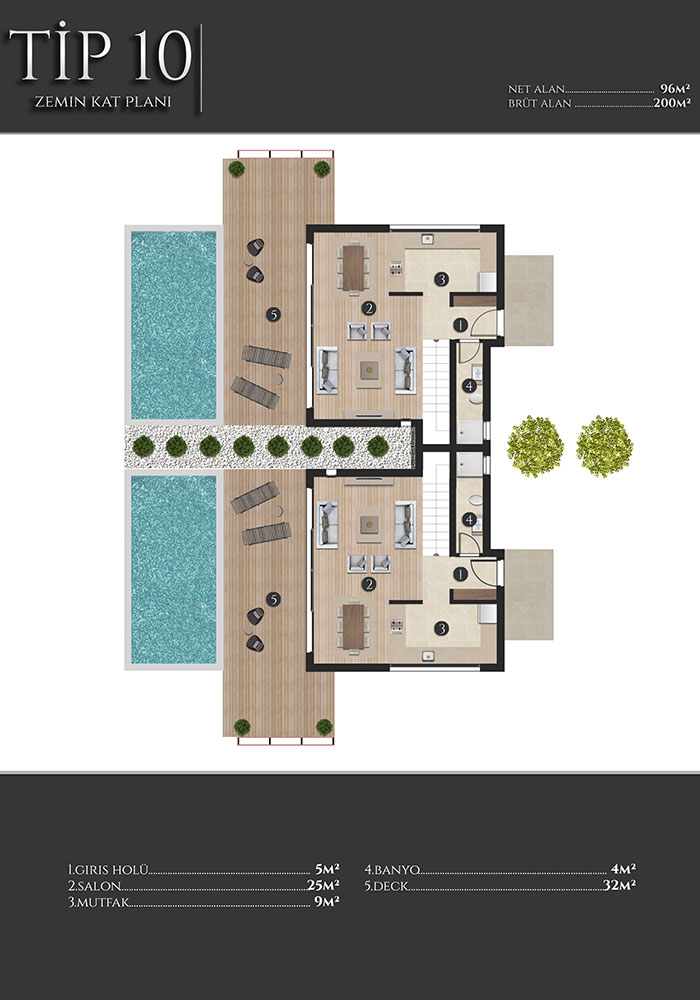 TİP 10
ZEMIN KAT PLANI
NET ALAN 96M²
BRÜT ALAN 200M²
2
3
1
5
4
4
1
2
5
3
1.GIRIS HOLÜ 5M²
2.SALON 25M²
3.MUTFAK 9M²
4.BANYO 4M²
5.DECK 32M²